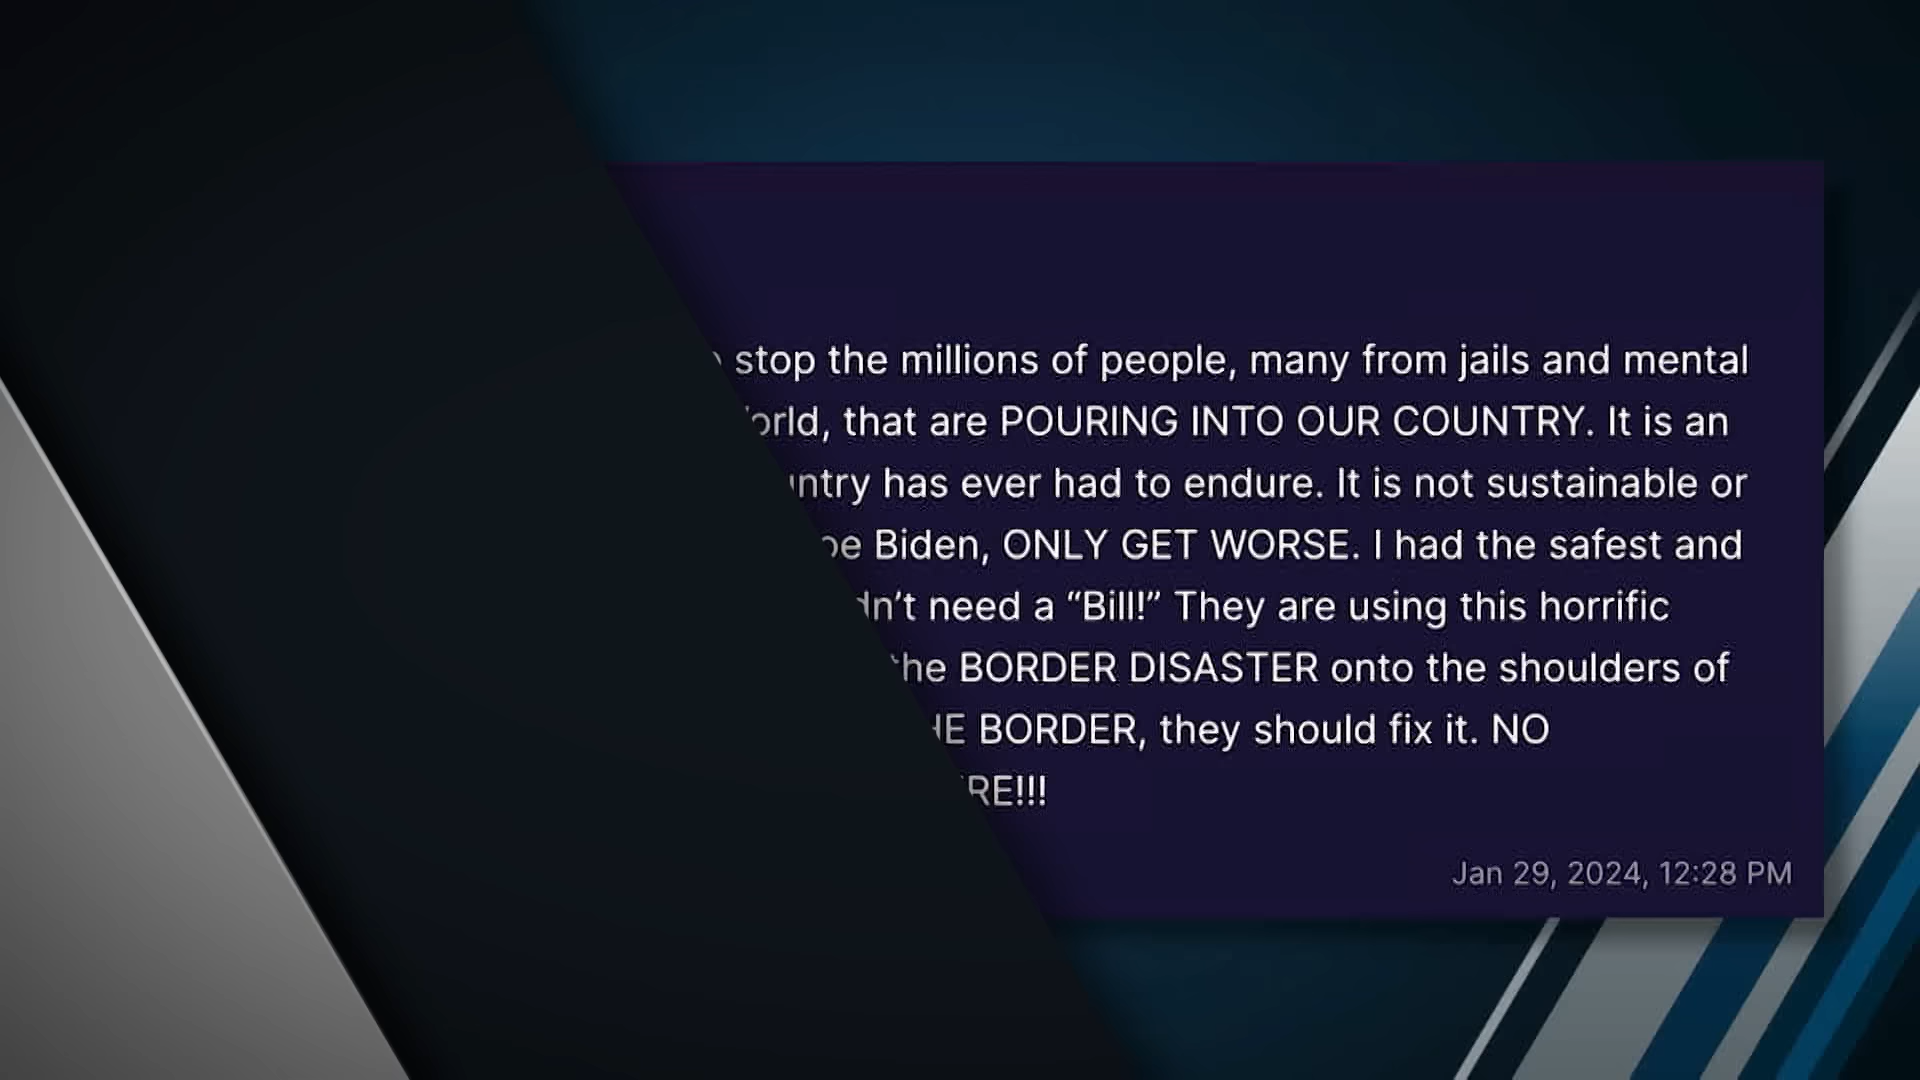 stop the millions of people, many from jails and mental
that are POURING INTO OUR COUNTRY. It is an
has ever had to endure. It is not sustainable or
Biden, ONLY GET WORSE. I had the safest and
need a “Bill!” They are using this horrific
BORDER DISASTER onto the shoulders of
BORDER, they should fix it. NO
Jan 29, 2024, 12:28 PM